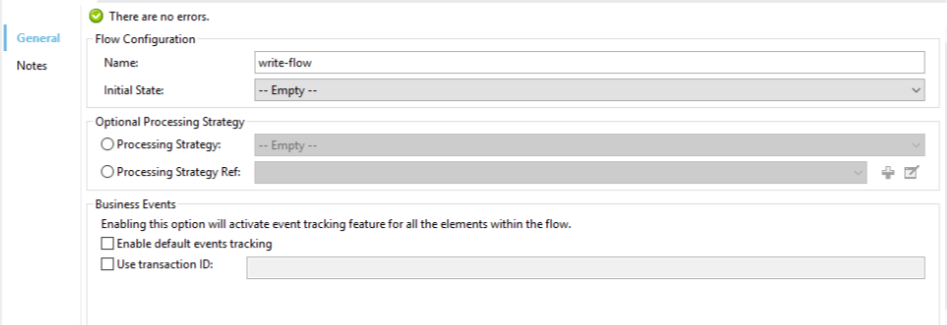 There are no errors.
General
Notes
Flow Configuration
Name: write-flow
Initial State: -- Empty --
Optional Processing Strategy
Processing Strategy: -- Empty --
Processing Strategy Ref:
Business Events
Enabling this option will activate event tracking feature for all the elements within the flow.
Enable default events tracking
Use transaction ID: